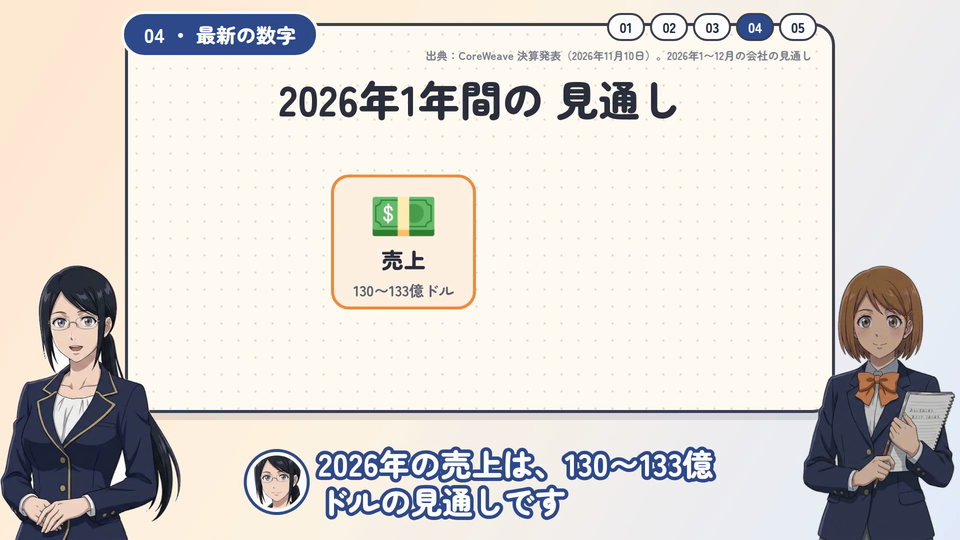 04 ・ 最新の数字
01 02 03 04 05
出典：CoreWeave 決算発表（2026年11月10日）。2026年1〜12月の会社の見通し
2026年1年間の 見通し
売上
130〜133億ドル
2026年の売上は、130〜133億
ドルの見通しです